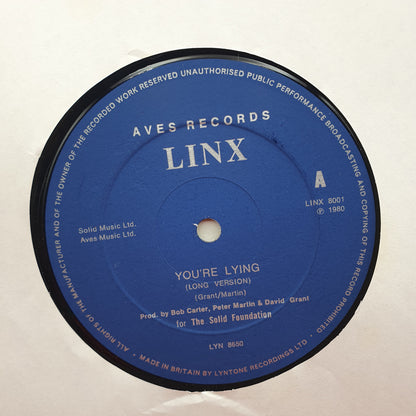 ALL RIGHTS OF THE MANUFACTURER AND OF THE OWNER OF THE RECORDED WORK RESERVED UNAUTHORISED PUBLIC PERFORMANCE BROADCASTING AND COPYING OF THIS RECORD PROHIBITED.
AVES RECORDS
LINX
A
LINX 8001
℗ 1980
Solid Music Ltd.
Aves Music Ltd.
YOU'RE LYING
(LONG VERSION)
(Grant/Martin)
Prod. by Bob Carter, Peter Martin & David Grant
for The Solid Foundation
LYN 8650
• MADE IN BRITAIN BY LYNTONE RECORDINGS LTD •